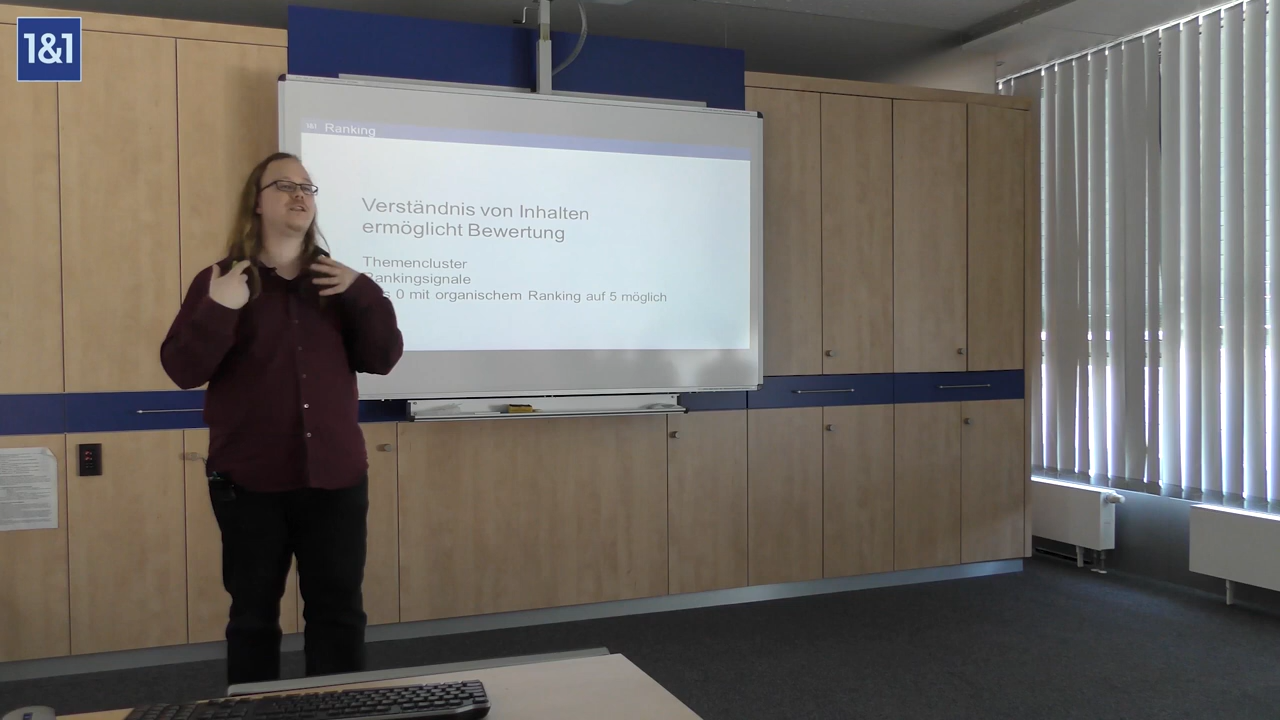 1&1
1&1 Ranking
Verständnis von Inhalten
ermöglicht Bewertung
Themencluster
Rankingsignale
0 mit organischem Ranking auf 5 möglich